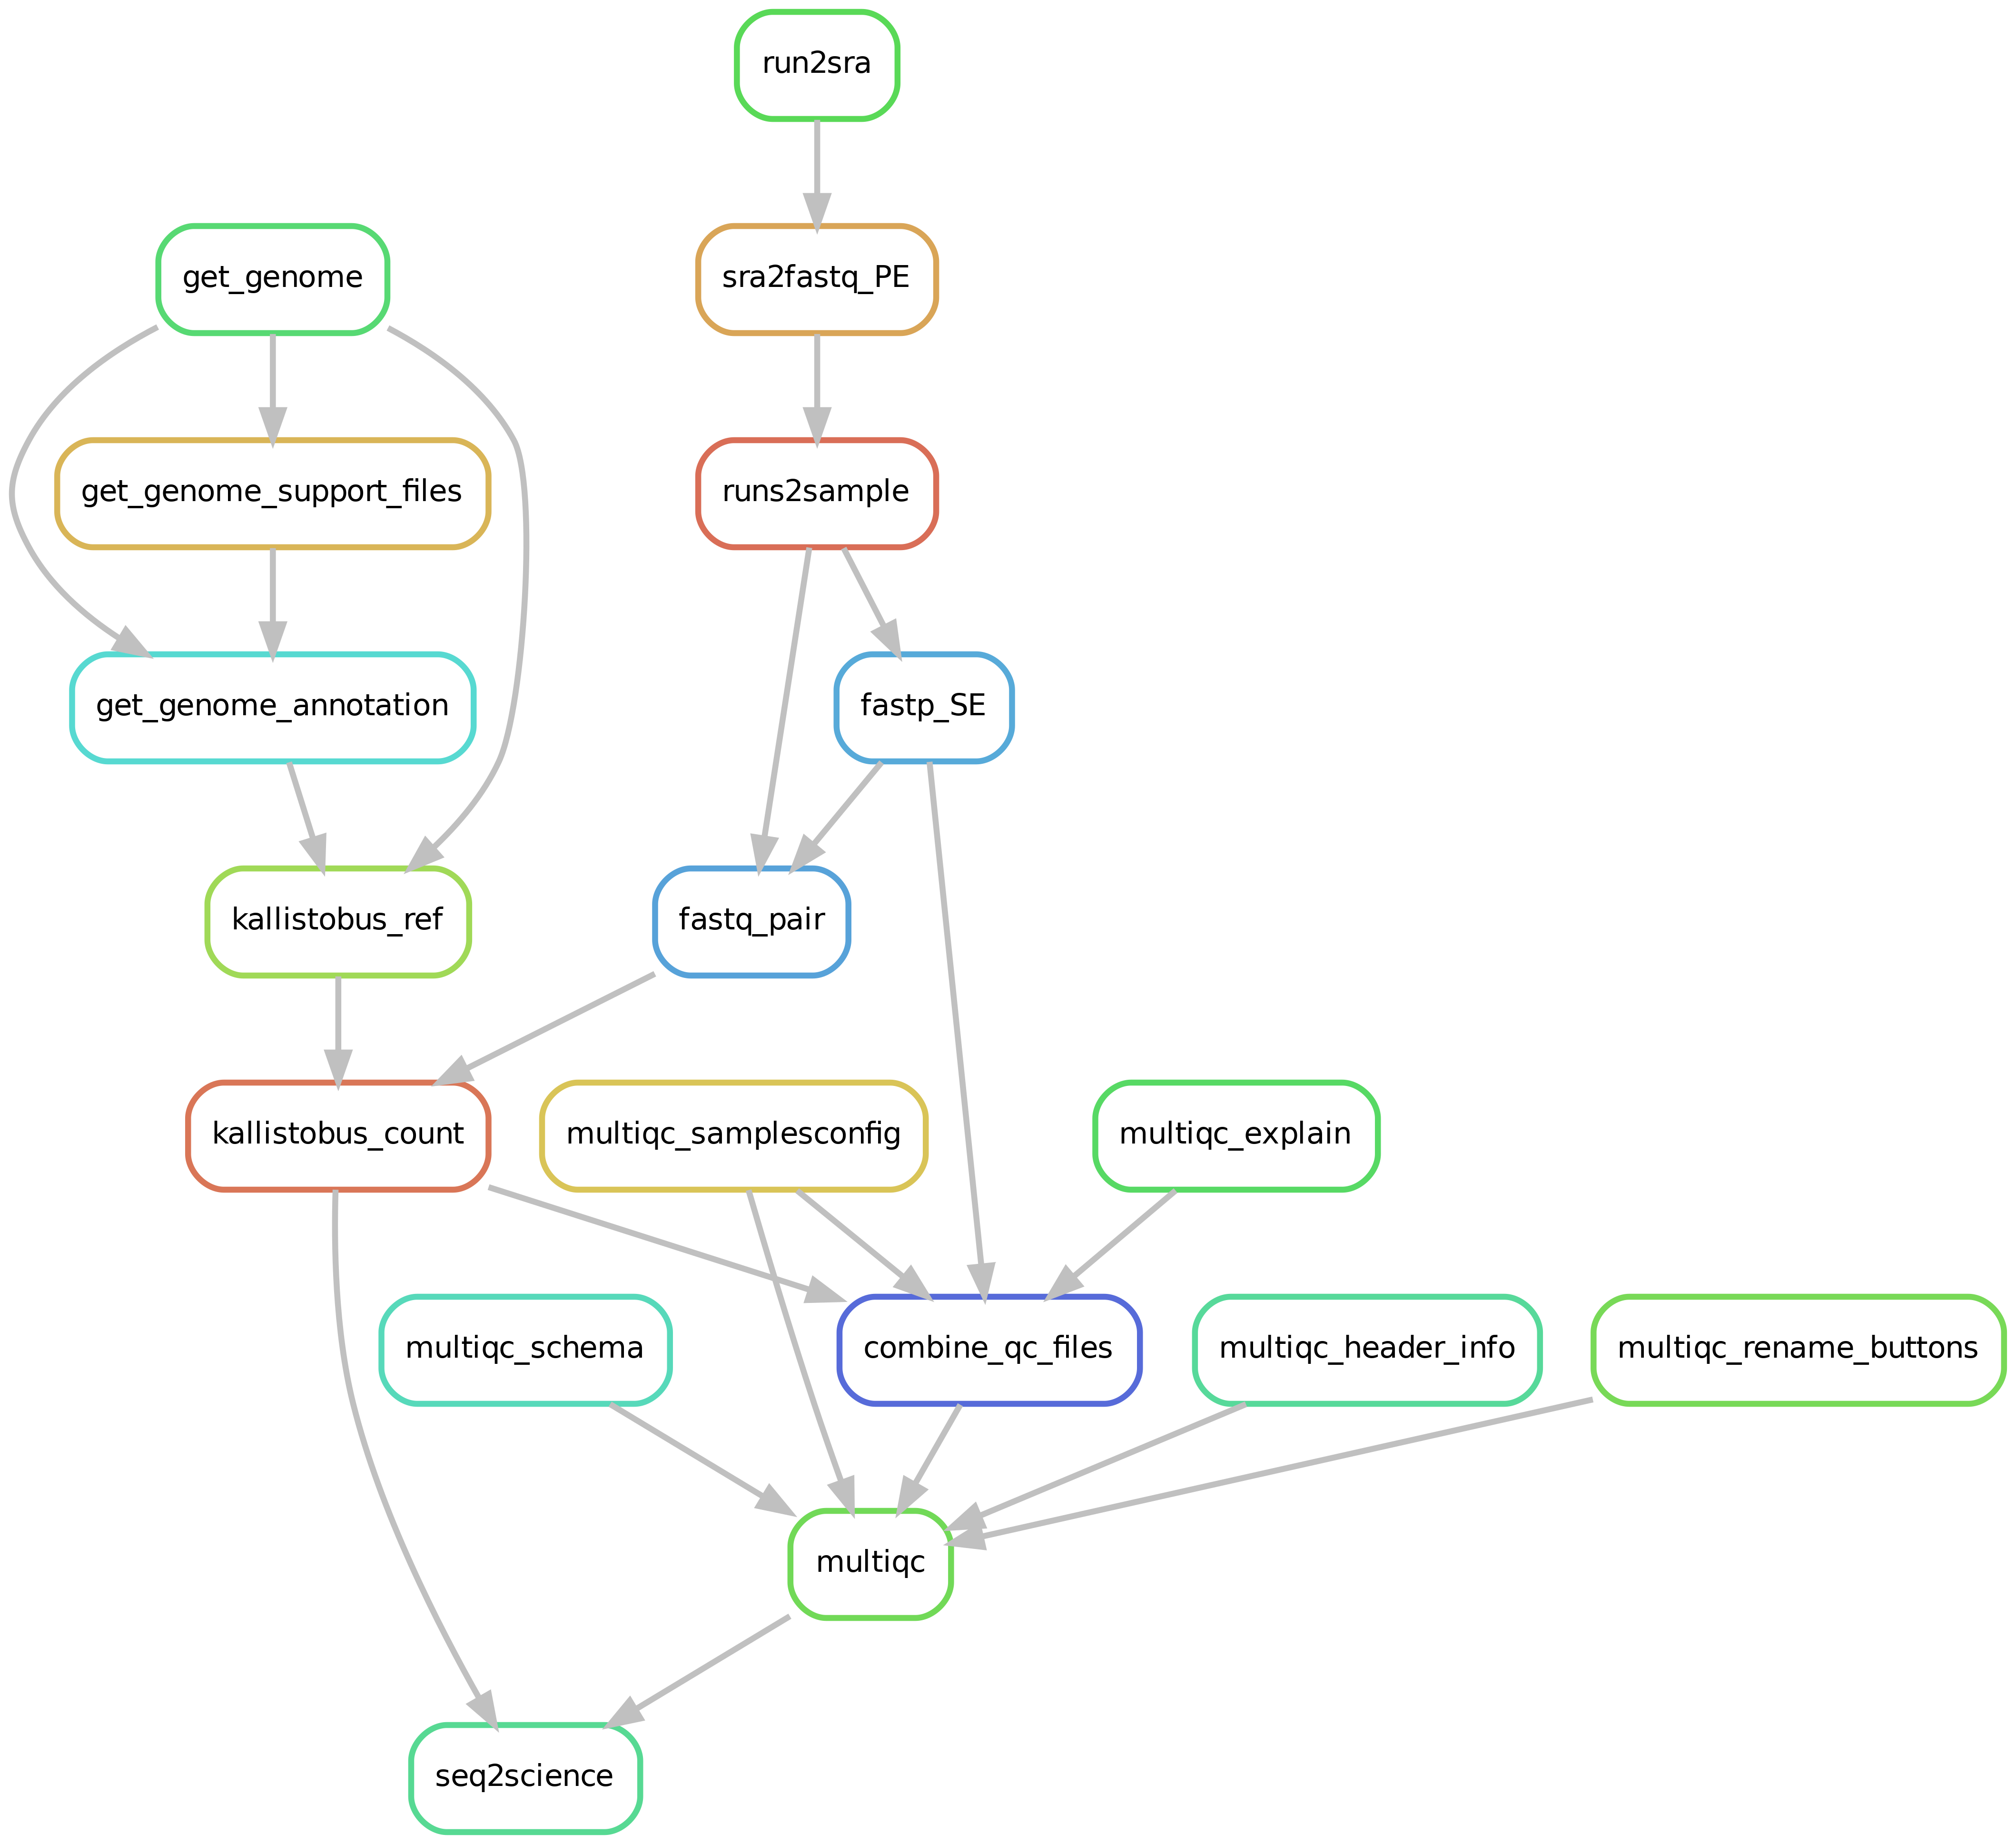 run2sra
get_genome
sra2fastq_PE
get_genome_support_files
runs2sample
get_genome_annotation
fastp_SE
kallistobus_ref
fastq_pair
kallistobus_count
multiqc_samplesconfig
multiqc_explain
multiqc_schema
combine_qc_files
multiqc_header_info
multiqc_rename_buttons
multiqc
seq2science